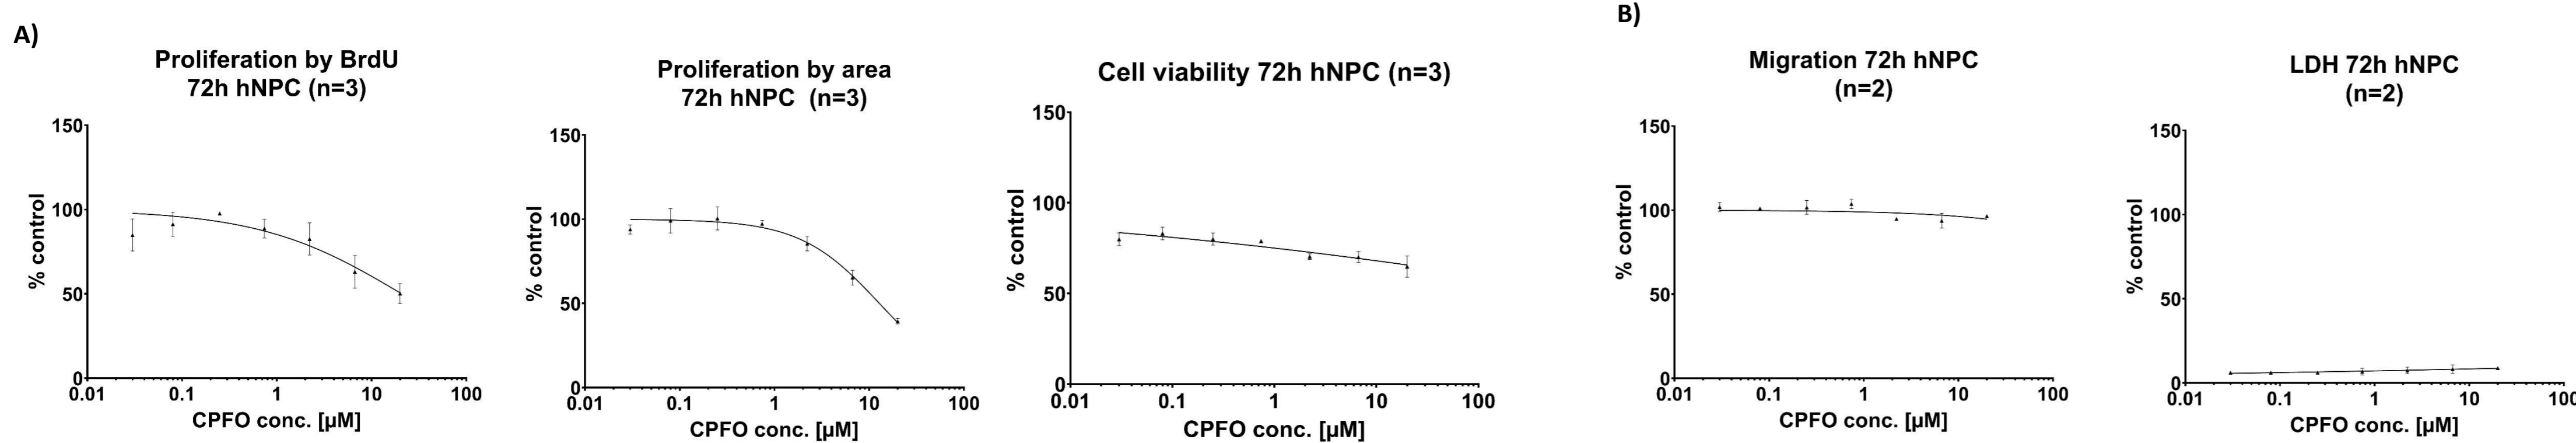 A)
Proliferation by BrdU
72h hNPC (n=3)
150
100
50
0
% control
0.01
0.1
1
10
100
CPFO conc. [µM]
Proliferation by area
72h hNPC (n=3)
150
100
50
0
% control
0.01
0.1
1
10
100
CPFO conc. [µM]
Cell viability 72h hNPC (n=3)
150
100
50
0
% control
0.01
0.1
1
10
100
CPFO conc. [µM]
B)
Migration 72h hNPC
(n=2)
150
100
50
0
% control
0.01
0.1
1
10
100
CPFO conc. [µM]
LDH 72h hNPC
(n=2)
150
100
50
0
% control
0.01
0.1
1
10
100
CPFO conc. [µM]